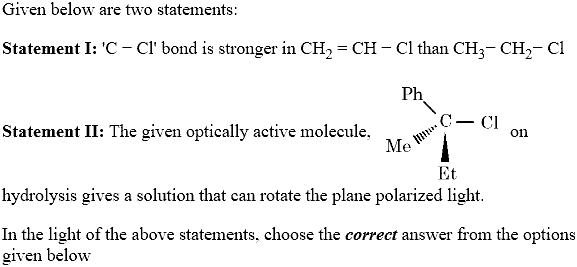 Given below are two statements:
Statement I: 'C − Cl' bond is stronger in CH₂ = CH − Cl than CH₃− CH₂− Cl
Ph
C — Cl
Statement II: The given optically active molecule, on
Me
Et
hydrolysis gives a solution that can rotate the plane polarized light.
In the light of the above statements, choose the correct answer from the options
given below